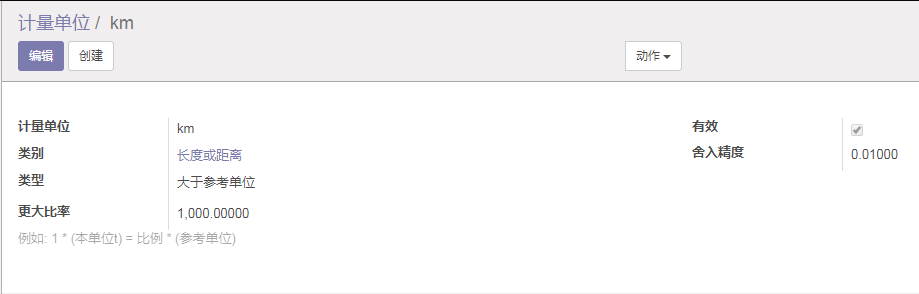 计量单位 / km
编辑 创建 动作
计量单位 km 有效
类别 长度或距离 舍入精度 0.01000
类型 大于参考单位
更大比率 1,000.00000
例如: 1 * (本单位t) = 比例 * (参考单位)